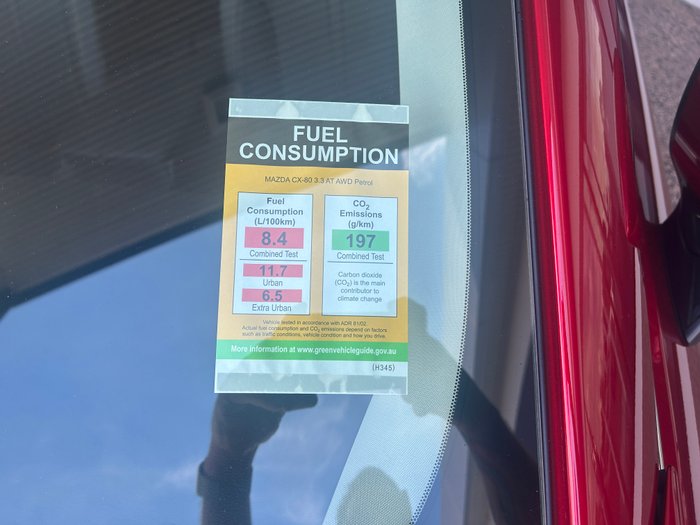 FUEL
CONSUMPTION
MAZDA CX-80 3.3 AT AWD Petrol
Fuel
Consumption
(L/100km)
8.4
Combined Test
11.7
Urban
6.5
Extra Urban
CO2
Emissions
(g/km)
197
Combined Test
Carbon dioxide
(CO2) is the main
contributor to
climate change
Vehicle tested in accordance with ADR 81/02
Actual fuel consumption and CO2 emissions depend on factors
such as traffic conditions, vehicle condition and how you drive.
More information at www.greenvehicleguide.gov.au
(H345)